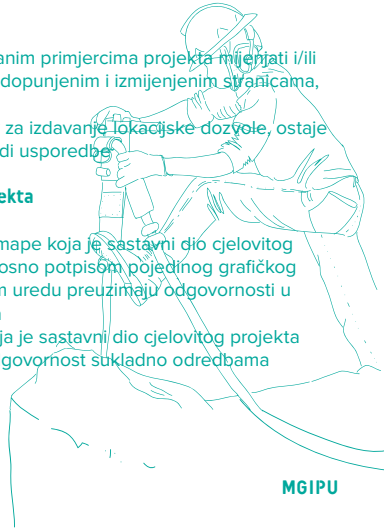 anim primjercima projekta mijenjati i/ili
dopunjenim i izmijenjenim stranicama,
za izdavanje lokacijske dozvole, ostaje
di usporedbe
ekta
mape koja je sastavni dio cjelovitog
osno potpisom pojedinog grafičkog
m uredu preuzimaju odgovornosti u
ja je sastavni dio cjelovitog projekta
govornost sukladno odredbama
MGIPU